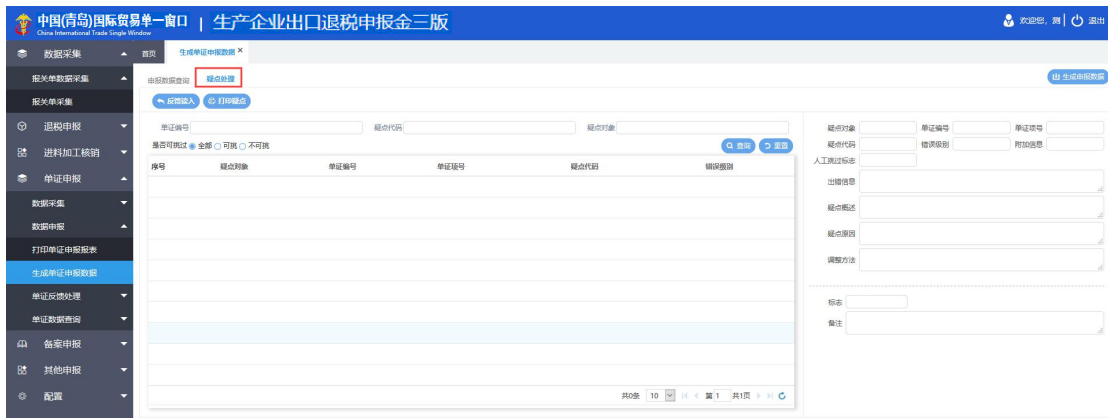 中国(青岛)国际贸易单一窗口 | 生产企业出口退税申报金三版
China International Trade Single Window
欢迎您, 测 | 退出
数据采集
首页 生成单证申报数据 ×
报关单数据采集
申报数据查询 疑点处理
生成申报数据
报关单采集
反馈读入 打印疑点
退税申报
单证编号 疑点代码 疑点对象
疑点对象 单证编号 单证项号
进料加工核销
是否可挑过 全部 可挑 不可挑
查询 重置
疑点代码 错误级别 附加信息
人工挑过标志
序号 疑点对象 单证编号 单证项号 疑点代码 错误级别
单证申报
出错信息
数据采集
疑点概述
数据申报
疑点原因
打印单证申报报表
调整方法
生成单证申报数据
单证反馈处理
标志
单证数据查询
备注
备案申报
其他申报
配置
共0条 10 第 1 共1页